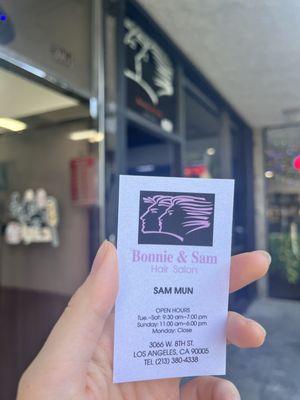 Bonnie & Sam
Hair Salon
SAM MUN
OPEN HOURS
Tue.~Sat: 9:30 am~7:00 pm
Sunday: 11:00 am~6:00 pm
Monday: Close
3066 W. 8TH ST.
LOS ANGELES, CA 90005
TEL (213) 380-4338